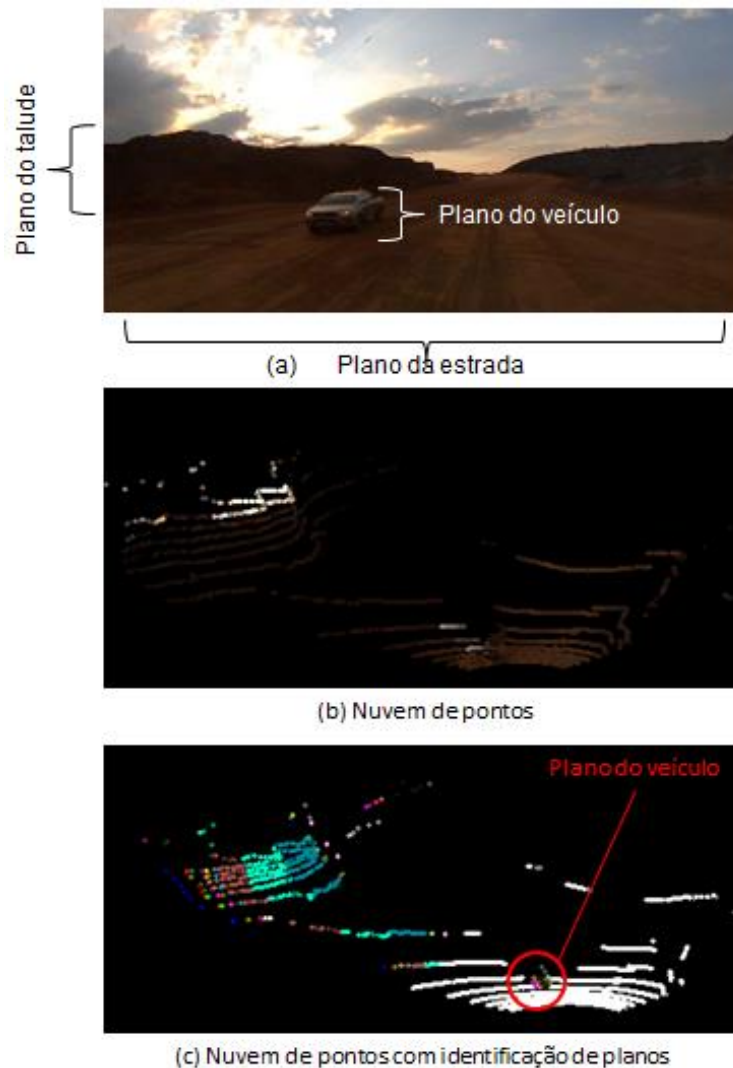 Plano do talude
Plano do veículo
(a) Plano da estrada
(b) Nuvem de pontos
Plano do veículo
(c) Nuvem de pontos com identificação de planos